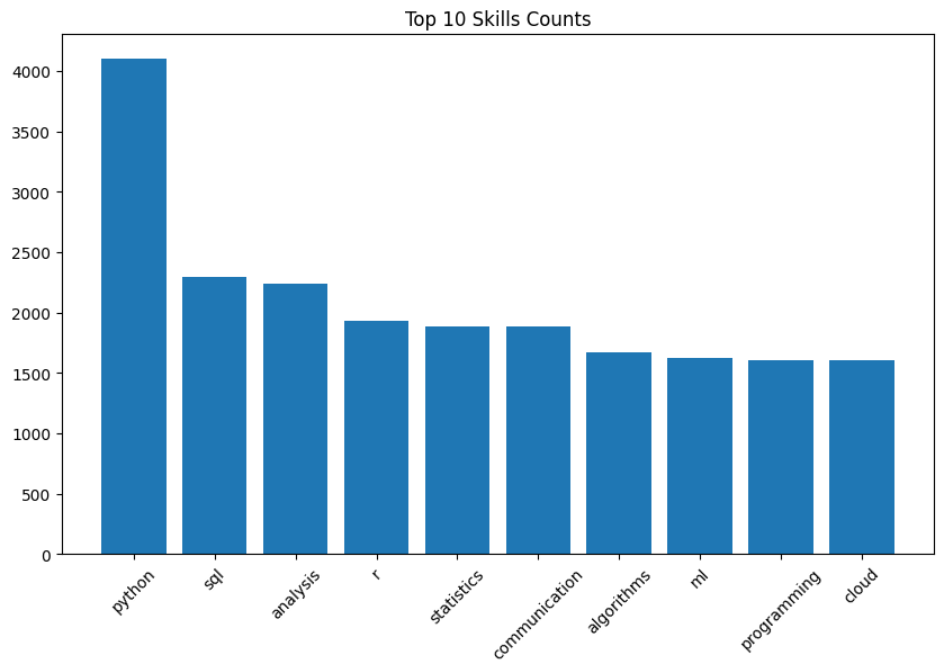 Top 10 Skills Counts
4000
3500
3000
2500
2000
1500
1000
500
0
python
sql
analysis
r
statistics
communication
algorithms
ml
programming
cloud